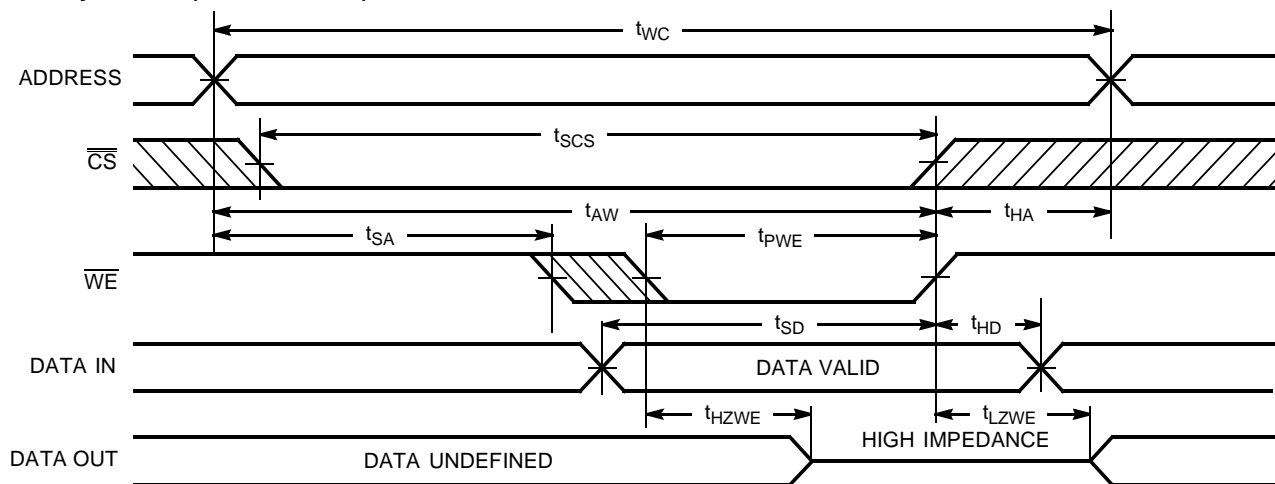 tWC
ADDRESS
tSCS
CS
tAW
tHA
tSA
tPWE
WE
tSD
tHD
DATA IN
DATA VALID
tHZWE
tLZWE
HIGH IMPEDANCE
DATA OUT
DATA UNDEFINED